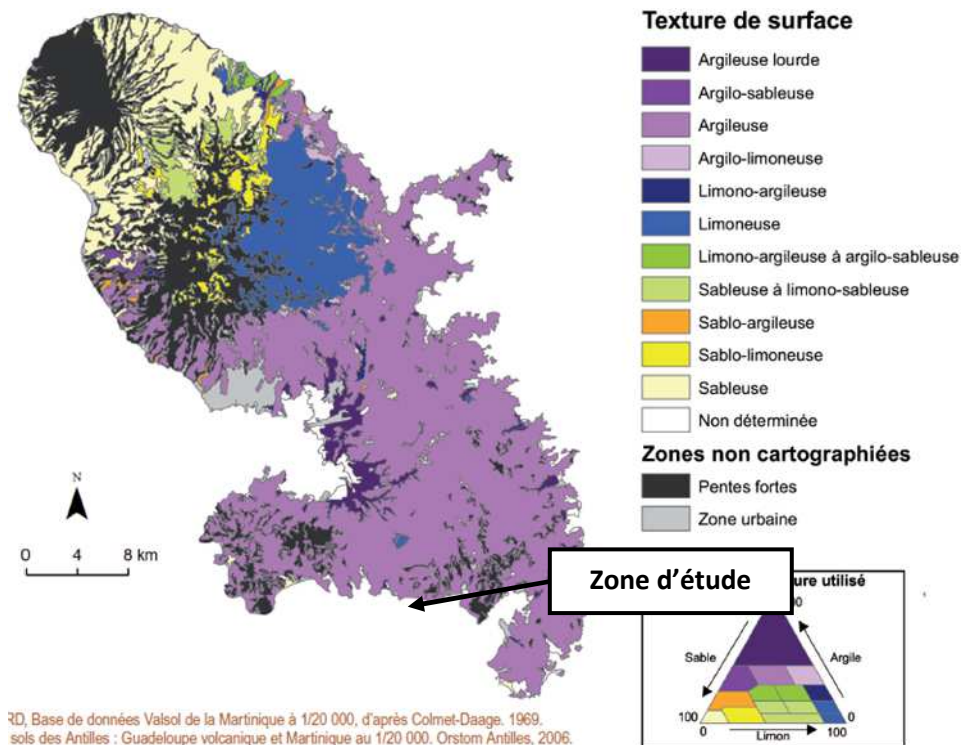 Texture de surface
Argileuse lourde
Argilo-sableuse
Argileuse
Argilo-limoneuse
Limono-argileuse
Limoneuse
Limono-argileuse à argilo-sableuse
Sableuse à limono-sableuse
Sablo-argileuse
Sablo-limoneuse
Sableuse
Non déterminée
Zones non cartographiées
Pentes fortes
Zone urbaine
N
0 4 8 km
Zone d'étude
ure utilisé
00
Sable
Argile
100
0
0
Limon
100
RD, Base de données Valsol de la Martinique à 1/20 000, d'après Colmet-Daage. 1969.
sols des Antilles : Guadeloupe volcanique et Martinique au 1/20 000. Orstom Antilles, 2006.